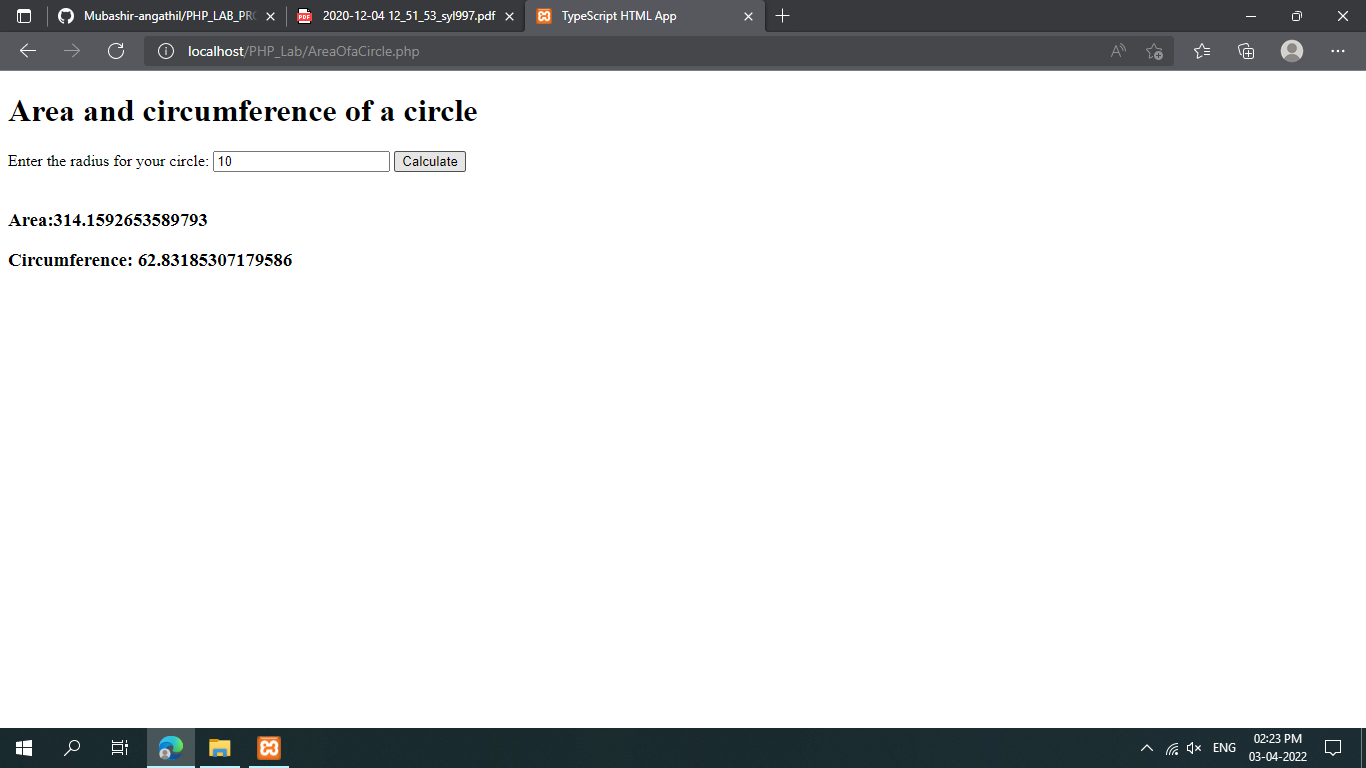 Mubashir-angathil/PHP_LAB_PRO
2020-12-04 12_51_53_syl997.pdf
TypeScript HTML App
localhost/PHP_Lab/AreaOfaCircle.php
Area and circumference of a circle
Enter the radius for your circle: 10 Calculate
Area:314.1592653589793
Circumference: 62.83185307179586
ENG
02:23 PM
03-04-2022